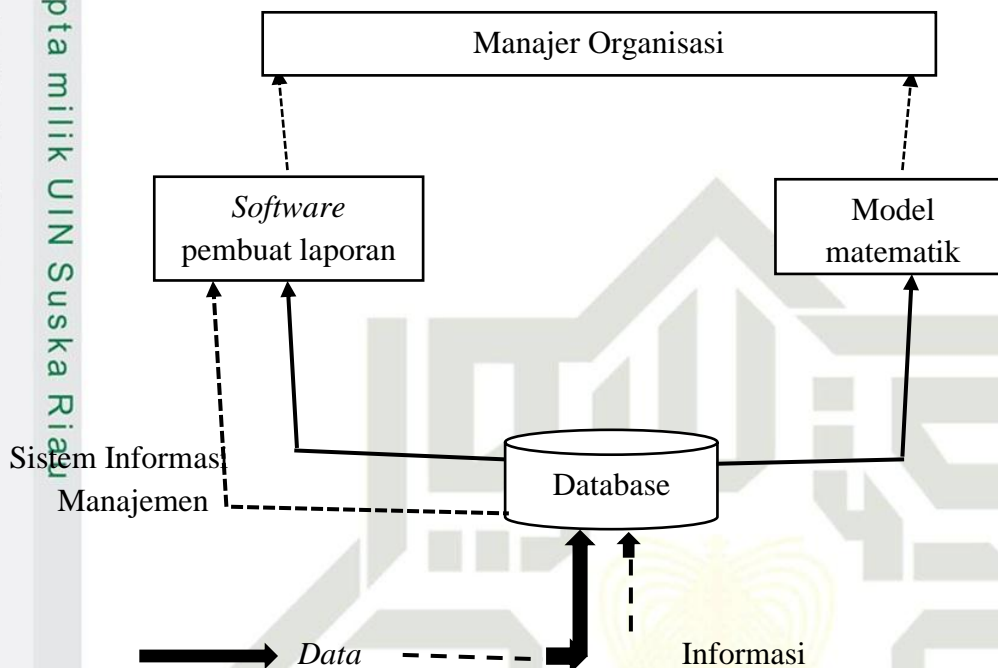 pta milik UIN Suska Riau
Manajer Organisasi
Software
pembuat laporan
Model
matematik
Sistem Informasi
Manajemen
Database
Data
Informasi